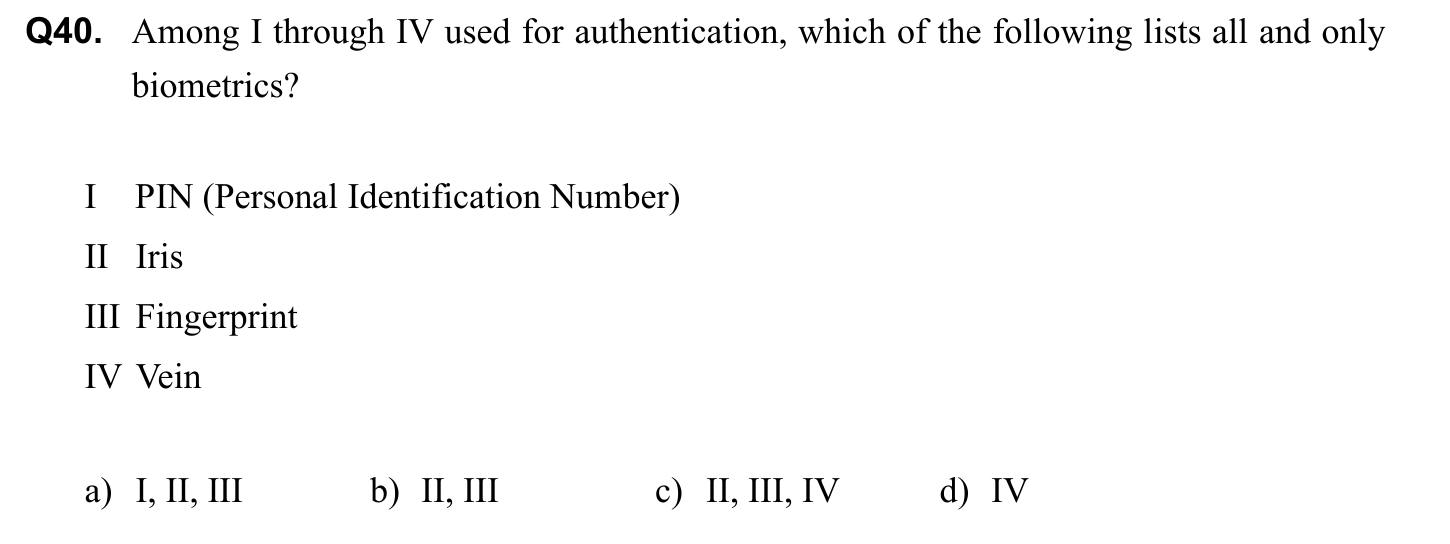 Q40. Among I through IV used for authentication, which of the following lists all and only
biometrics?
I PIN (Personal Identification Number)
II Iris
III Fingerprint
IV Vein
a) I, II, III b) II, III c) II, III, IV d) IV